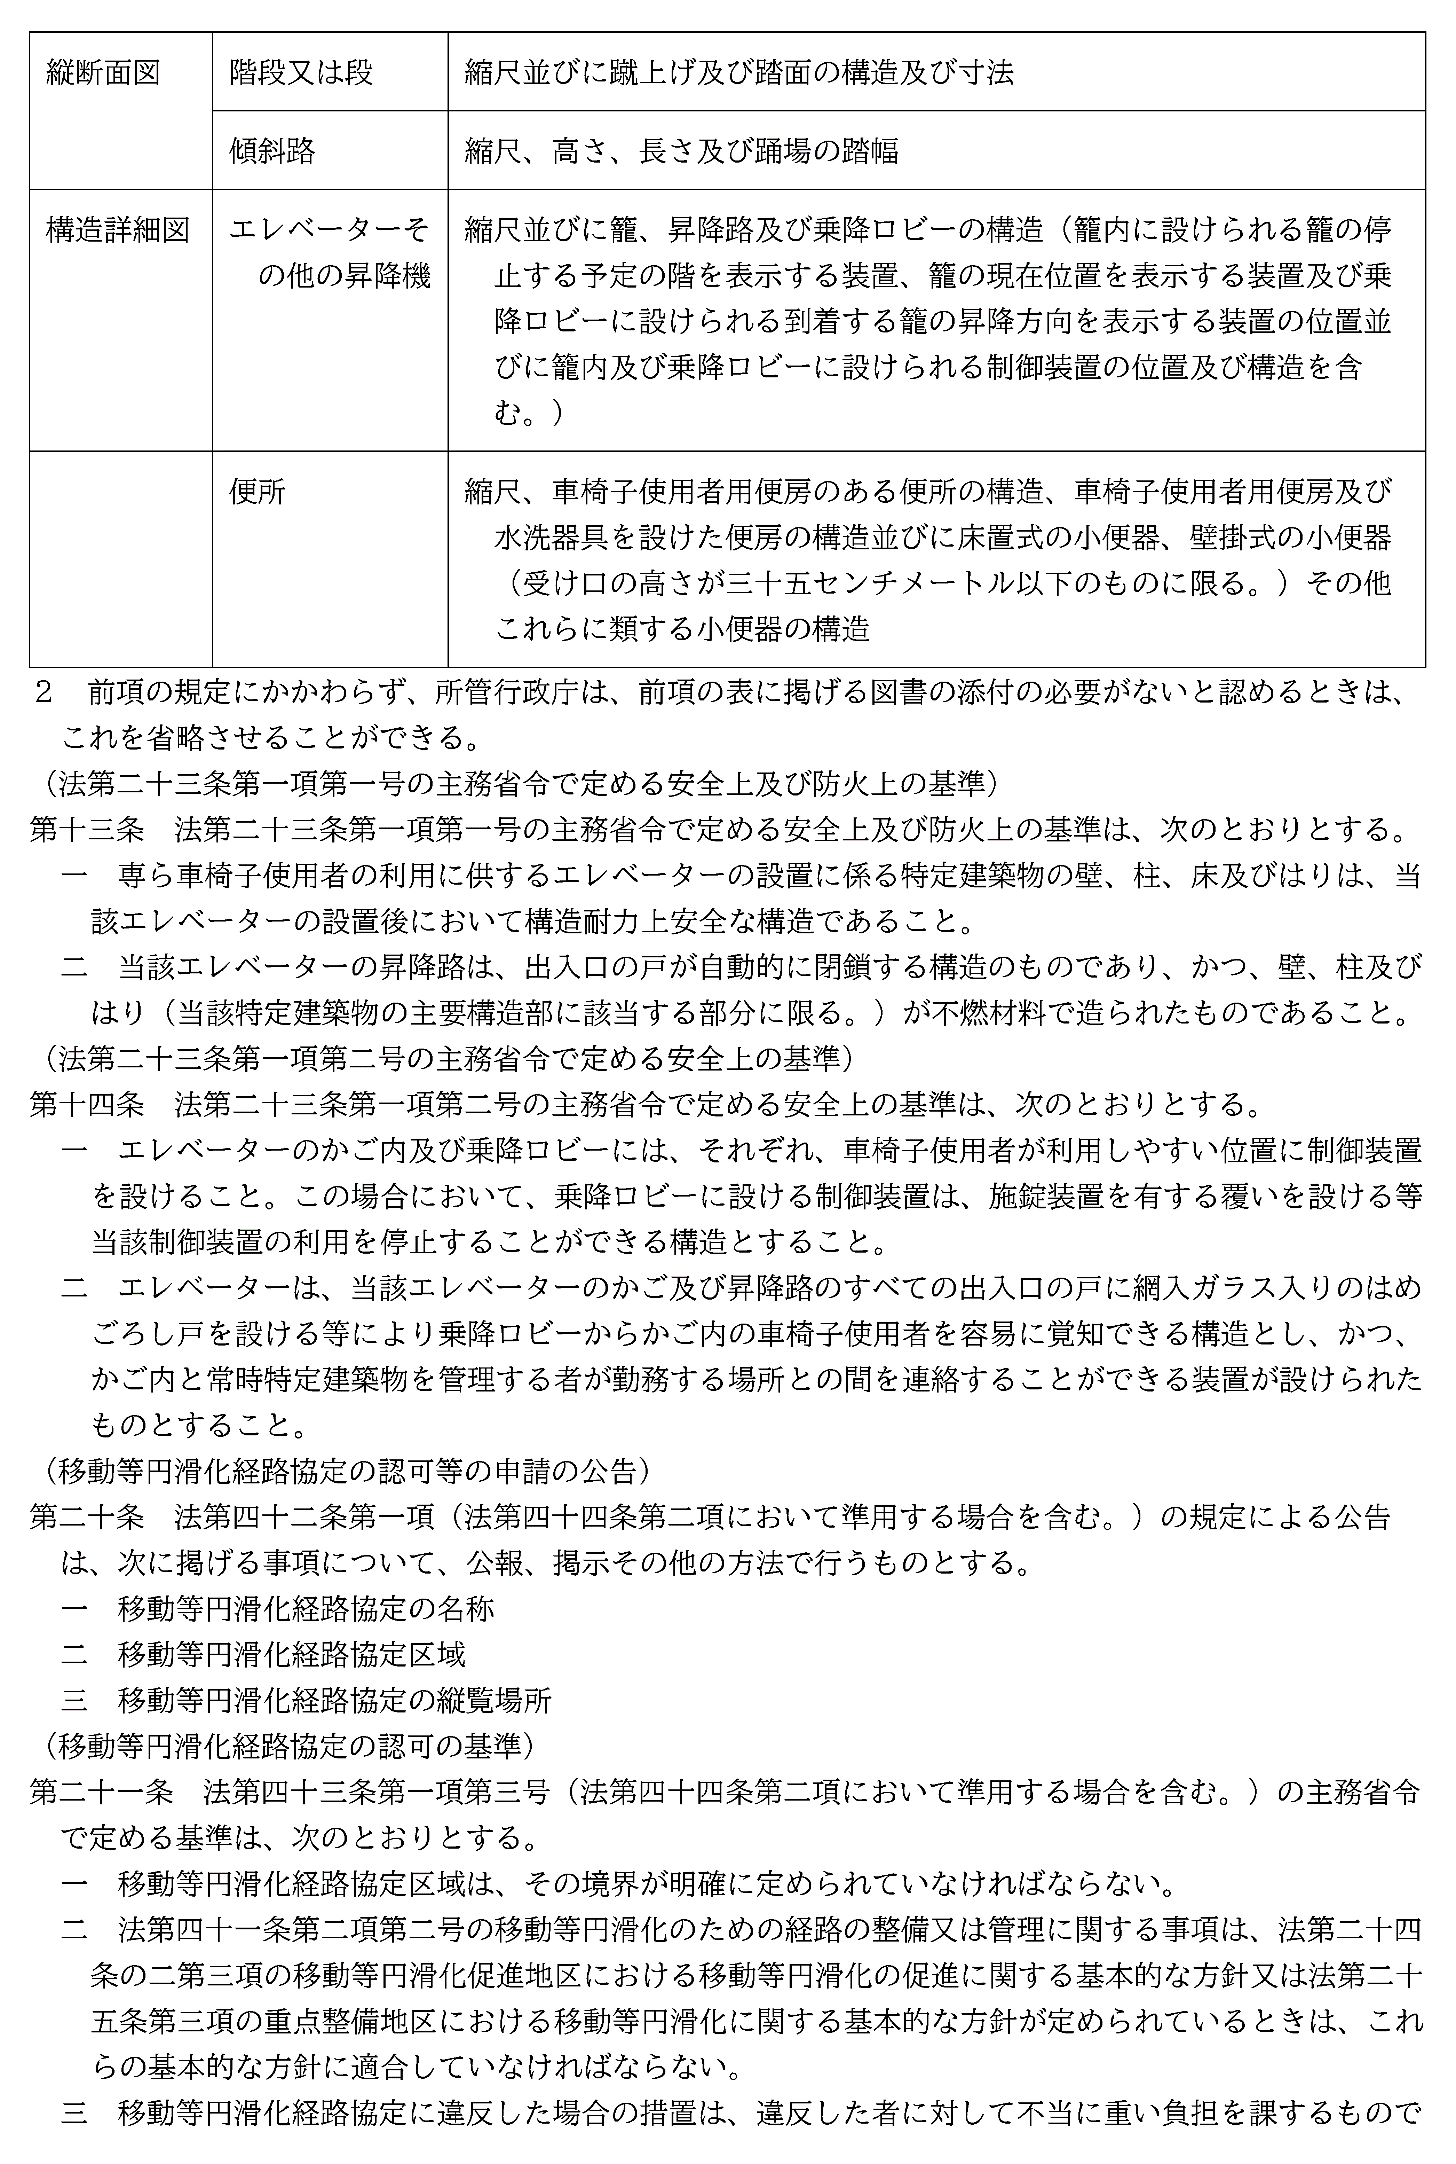 縦断面図
階段又は段
縮尺並びに蹴上げ及び踏面の構造及び寸法
傾斜路
縮尺、高さ、長さ及び踊場の踏幅
構造詳細図
エレベーターそ
の他の昇降機
縮尺並びに籠、昇降路及び乗降ロビーの構造（籠内に設けられる籠の停
止する予定の階を表示する装置、籠の現在位置を表示する装置及び乗
降ロビーに設けられる到着する籠の昇降方向を表示する装置の位置並
びに籠内及び乗降ロビーに設けられる制御装置の位置及び構造を含
む。）
便所
縮尺、車椅子使用者用便房のある便所の構造、車椅子使用者用便房及び
水洗器具を設けた便房の構造並びに床置式の小便器、壁掛式の小便器
（受け口の高さが三十五センチメートル以下のものに限る。）その他
これらに類する小便器の構造
２　前項の規定にかかわらず、所管行政庁は、前項の表に掲げる図書の添付の必要がないと認めるときは、
これを省略させることができる。
（法第二十三条第一項第一号の主務省令で定める安全上及び防火上の基準）
第十三条　法第二十三条第一項第一号の主務省令で定める安全上及び防火上の基準は、次のとおりとする。
一　専ら車椅子使用者の利用に供するエレベーターの設置に係る特定建築物の壁、柱、床及びはりは、当
該エレベーターの設置後において構造耐力上安全な構造であること。
二　当該エレベーターの昇降路は、出入口の戸が自動的に閉鎖する構造のものであり、かつ、壁、柱及び
はり（当該特定建築物の主要構造部に該当する部分に限る。）が不燃材料で造られたものであること。
（法第二十三条第一項第二号の主務省令で定める安全上の基準）
第十四条　法第二十三条第一項第二号の主務省令で定める安全上の基準は、次のとおりとする。
一　エレベーターのかご内及び乗降ロビーには、それぞれ、車椅子使用者が利用しやすい位置に制御装置
を設けること。この場合において、乗降ロビーに設ける制御装置は、施錠装置を有する覆いを設ける等
当該制御装置の利用を停止することができる構造とすること。
二　エレベーターは、当該エレベーターのかご及び昇降路のすべての出入口の戸に網入ガラス入りのはめ
ごろし戸を設ける等により乗降ロビーからかご内の車椅子使用者を容易に覚知できる構造とし、かつ、
かご内と常時特定建築物を管理する者が勤務する場所との間を連絡することができる装置が設けられた
ものとすること。
（移動等円滑化経路協定の認可等の申請の公告）
第二十条　法第四十二条第一項（法第四十四条第二項において準用する場合を含む。）の規定による公告
は、次に掲げる事項について、公報、掲示その他の方法で行うものとする。
一　移動等円滑化経路協定の名称
二　移動等円滑化経路協定区域
三　移動等円滑化経路協定の縦覧場所
（移動等円滑化経路協定の認可の基準）
第二十一条　法第四十三条第一項第三号（法第四十四条第二項において準用する場合を含む。）の主務省令
で定める基準は、次のとおりとする。
一　移動等円滑化経路協定区域は、その境界が明確に定められていなければならない。
二　法第四十一条第二項第二号の移動等円滑化のための経路の整備又は管理に関する事項は、法第二十四
条の二第三項の移動等円滑化促進地区における移動等円滑化の促進に関する基本的な方針又は法第二十
五条第三項の重点整備地区における移動等円滑化に関する基本的な方針が定められているときは、これ
らの基本的な方針に適合していなければならない。
三　移動等円滑化経路協定に違反した場合の措置は、違反した者に対して不当に重い負担を課するもので